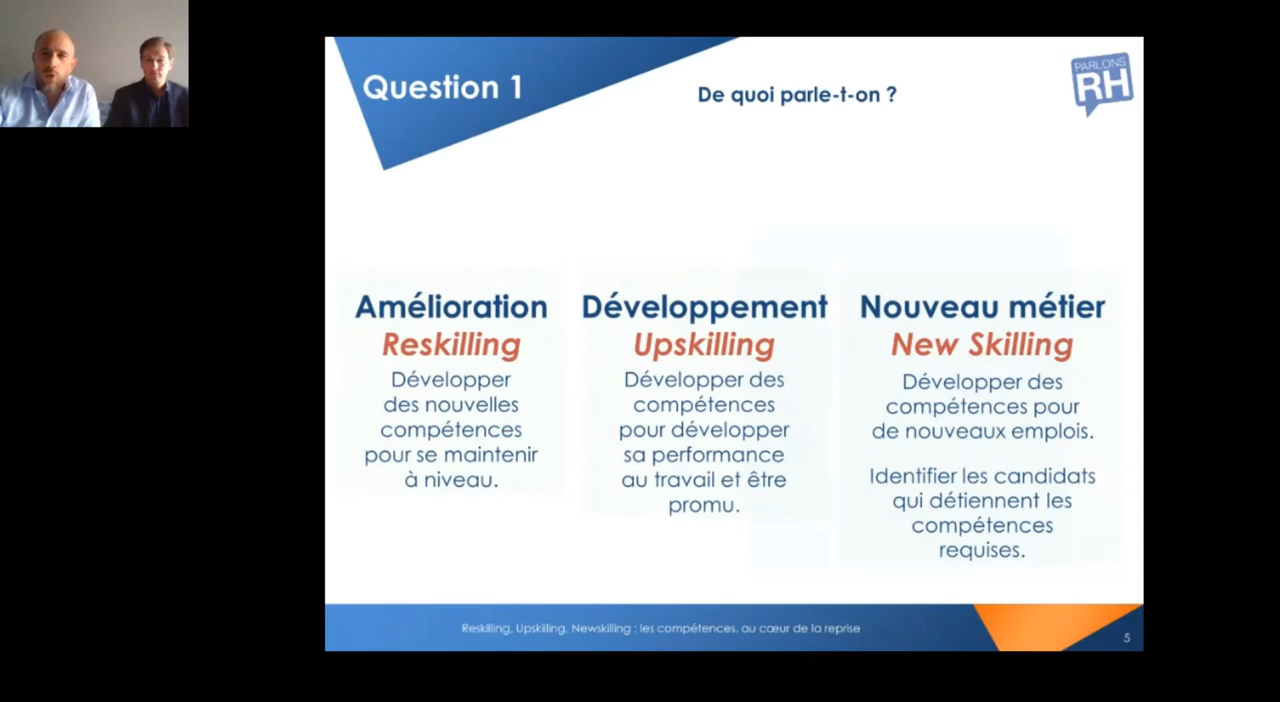 Question 1
De quoi parle-t-on ?
PARLONS
RH
Amélioration
Reskilling
Développer
des nouvelles
compétences
pour se maintenir
à niveau.
Développement
Upskilling
Développer des
compétences
pour développer
sa performance
au travail et être
promu.
Nouveau métier
New Skilling
Développer des
compétences pour
de nouveaux emplois.
Identifier les candidats
qui détiennent les
compétences
requises.
Reskilling, Upskilling, Newskilling : les compétences, au cœur de la reprise
5